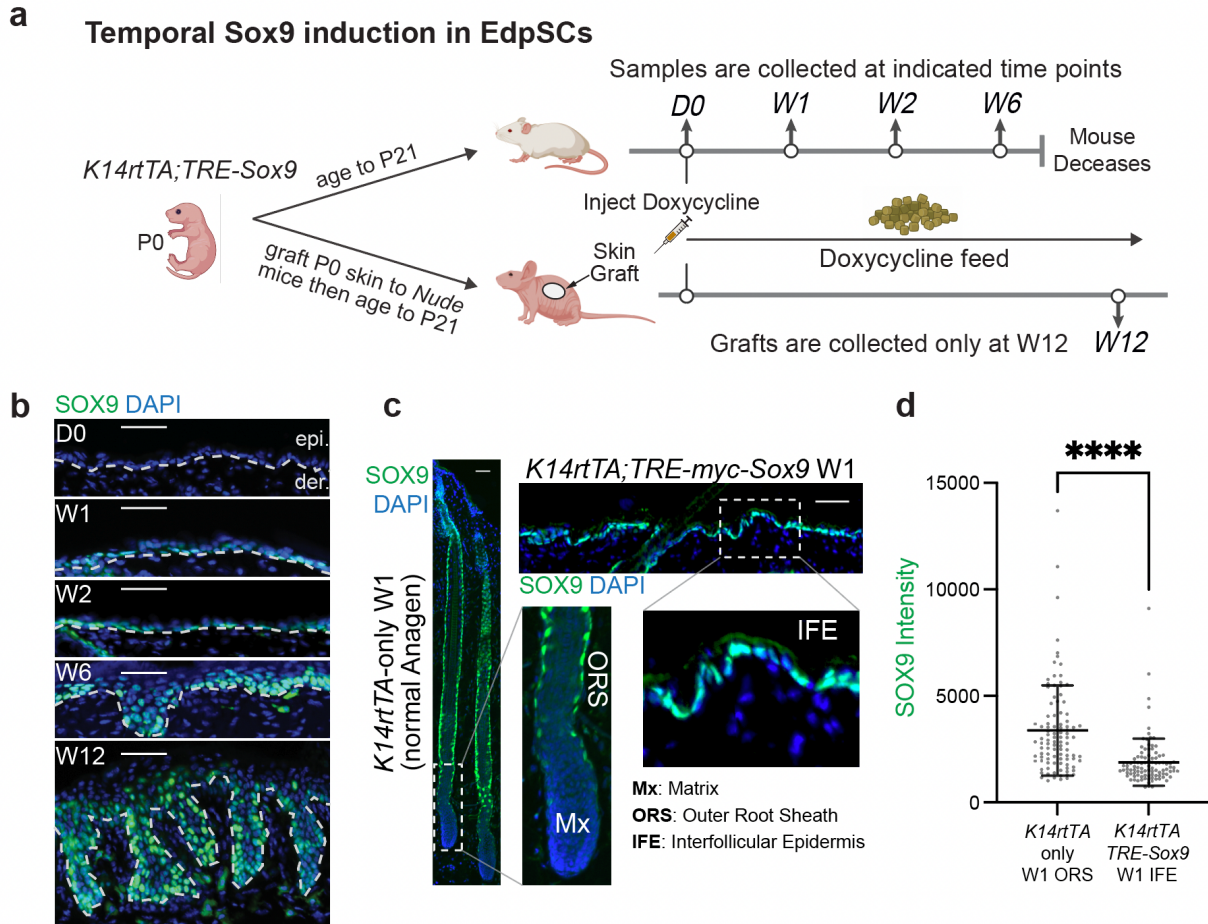 a
Temporal Sox9 induction in EdpSCs
Samples are collected at indicated time points
D0 W1 W2 W6
Mouse
Deceases
K14rtTA;TRE-Sox9
age to P21
P0
Inject Doxycycline
graft P0 skin to Nude
mice then age to P21
Skin
Graft
Doxycycline feed
Grafts are collected only at W12 W12
b
SOX9 DAPI
D0
epi.
der.
W1
W2
W6
W12
c
SOX9
DAPI
K14rtTA-only W1
(normal Anagen)
K14rtTA;TRE-myc-Sox9 W1
SOX9 DAPI
ORS
Mx
IFE
Mx: Matrix
ORS: Outer Root Sheath
IFE: Interfollicular Epidermis
d
****
SOX9 Intensity
15000
10000
5000
0
K14rtTA
only
W1 ORS
K14rtTA
TRE-Sox9
W1 IFE